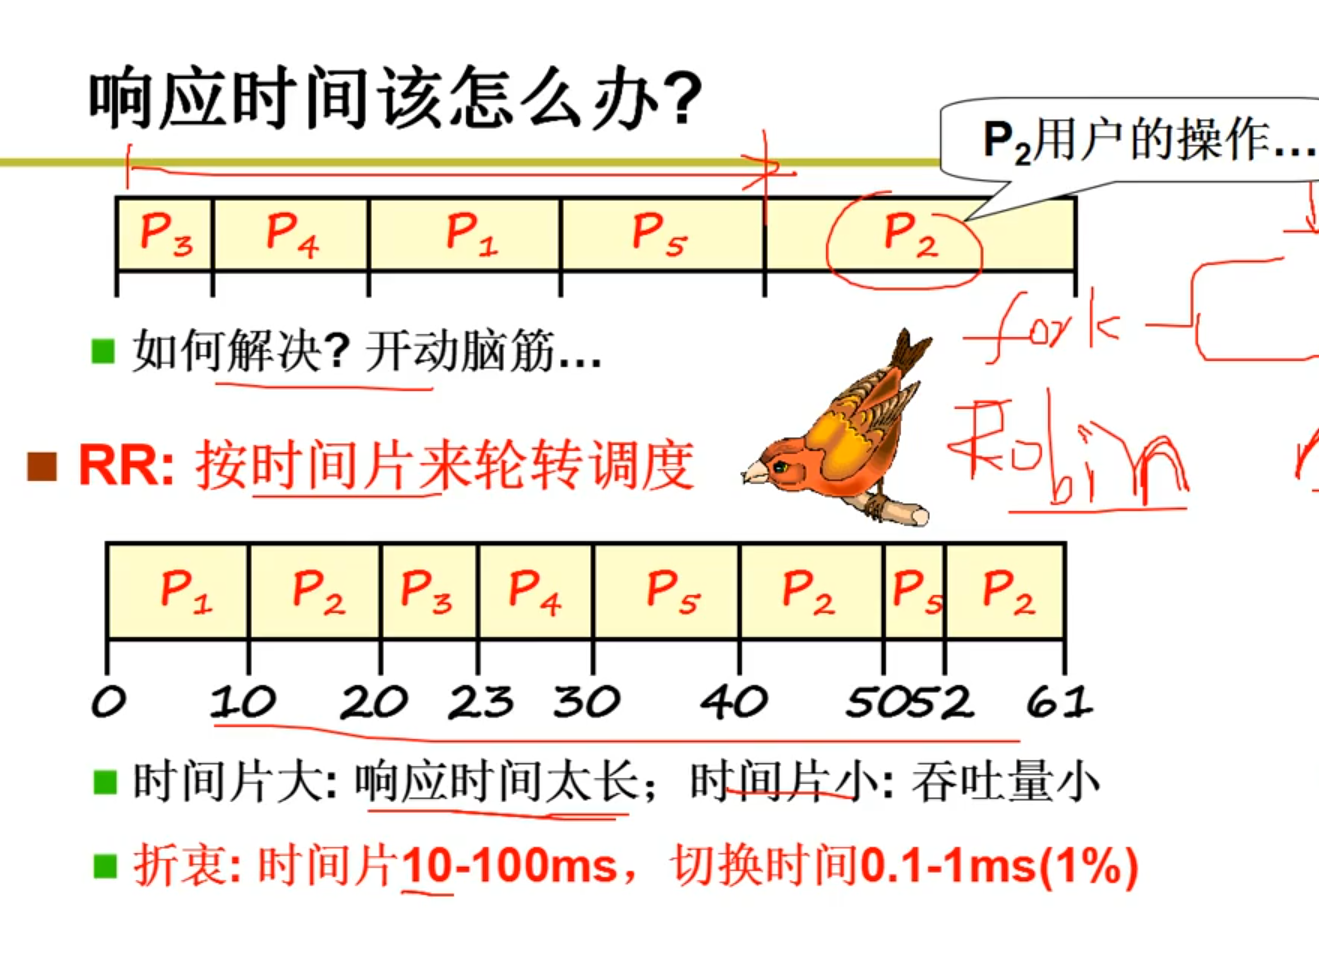 响应时间该怎么办?
P2用户的操作...
P3 P4 P1 P5 P2
如何解决? 开动脑筋...
fork
RR: 按时间片来轮转调度
Robin
P1 P2 P3 P4 P5 P2 P5 P2
0 10 20 23 30 40 50 52 61
时间片大: 响应时间太长; 时间片小: 吞吐量小
折衷: 时间片10-100ms, 切换时间0.1-1ms(1%)